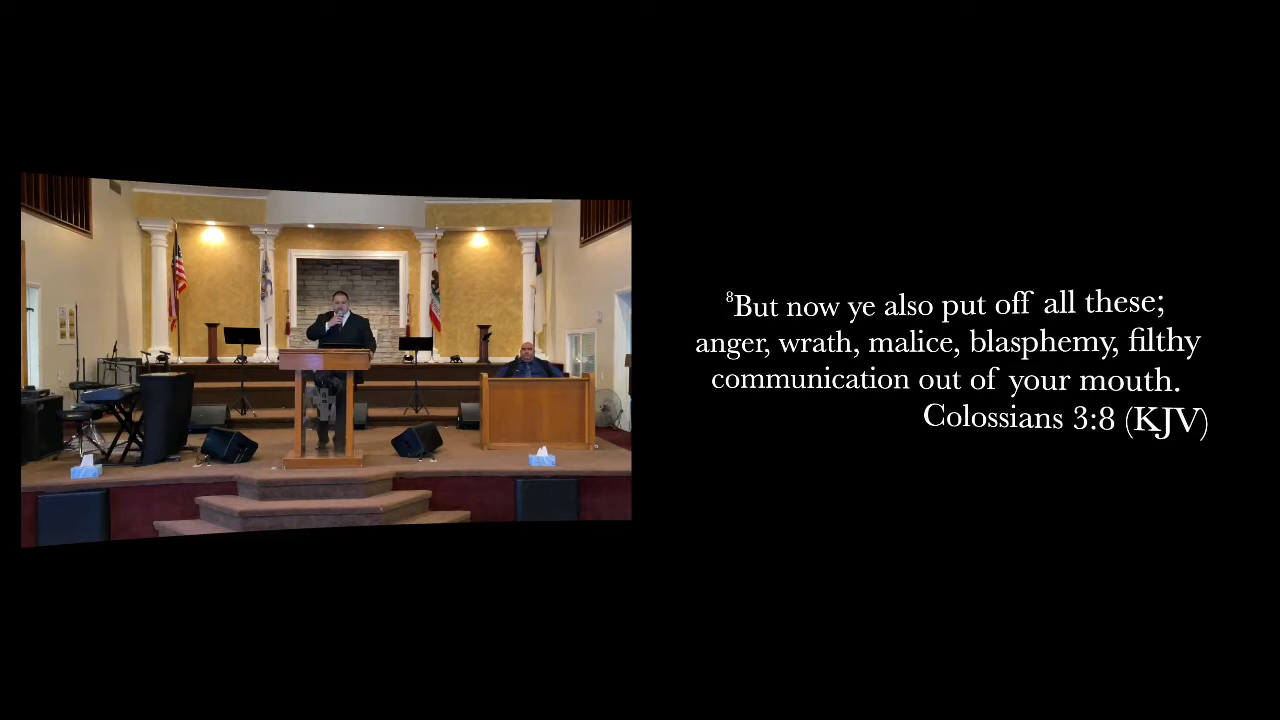 ⁸But now ye also put off all these;
anger, wrath, malice, blasphemy, filthy
communication out of your mouth.
Colossians 3:8 (KJV)